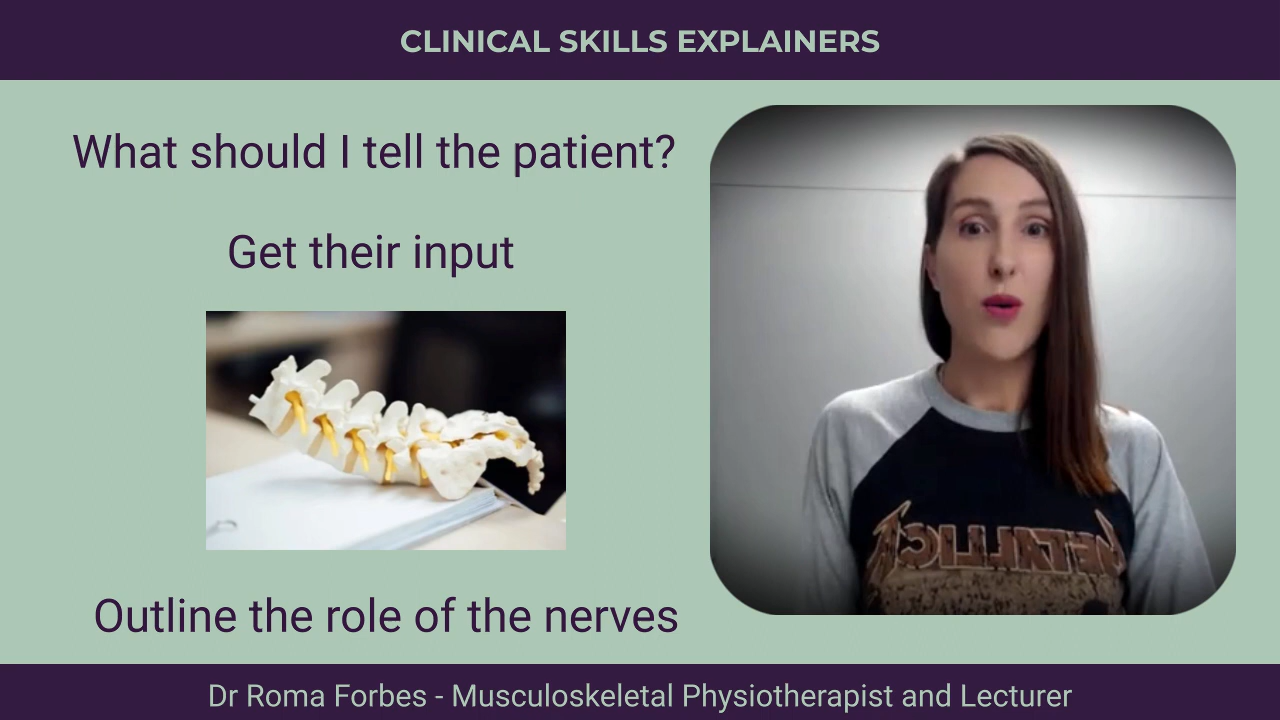 CLINICAL SKILLS EXPLAINERS
What should I tell the patient?
Get their input
Outline the role of the nerves
METALLICA
Dr Roma Forbes - Musculoskeletal Physiotherapist and Lecturer